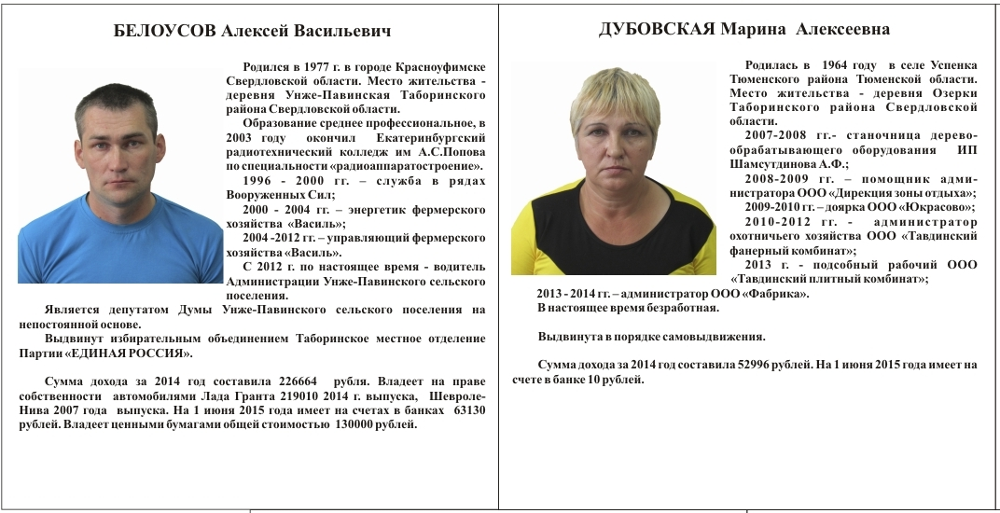 БЕЛОУСОВ Алексей Васильевич
Родился в 1977 г. в городе Красноуфимске
Свердловской области. Место жительства -
деревня Унже-Павинская Таборинского
района Свердловской области.
Образование среднее профессиональное, в
2003 году окончил Екатеринбургский
радиотехнический колледж им А.С.Попова
по специальности «радиоаппаратостроение».
1996 - 2000 гг. – служба в рядах
Вооруженных Сил;
2000 - 2004 гг. – энергетик фермерского
хозяйства «Василь»;
2004 -2012 гг. – управляющий фермерского
хозяйства «Василь».
С 2012 г. по настоящее время - водитель
Администрации Унже-Павинского сельского
поселения.
Является депутатом Думы Унже-Павинского сельского поселения на
непостоянной основе.
Выдвинут избирательным объединением Таборинское местное отделение
Партии «ЕДИНАЯ РОССИЯ».
Сумма дохода за 2014 год составила 226664 рубля. Владеет на праве
собственности автомобилями Лада Гранта 219010 2014 г. выпуска, Шевроле-
Нива 2007 года выпуска. На 1 июня 2015 года имеет на счетах в банках 63130
рублей. Владеет ценными бумагами общей стоимостью 130000 рублей.
ДУБОВСКАЯ Марина Алексеевна
Родилась в 1964 году в селе Успенка
Тюменского района Тюменской области.
Место жительства - деревня Озерки
Таборинского района Свердловской
области.
2007-2008 гг.- станочница дерево-
обрабатывающего оборудования ИП
Шамсутдинова А.Ф.;
2008-2009 гг. – помощник адми-
нистратора ООО «Дирекция зоны отдыха»;
2009-2010 гг. – доярка ООО «Юкрасово»;
2010-2012 гг. - администратор
охотничьего хозяйства ООО «Тавдинский
фанерный комбинат»;
2013 г. - подсобный рабочий ООО
«Тавдинский плитный комбинат»;
2013 - 2014 гг. – администратор ООО «Фабрика».
В настоящее время безработная.
Выдвинута в порядке самовыдвижения.
Сумма дохода за 2014 год составила 52996 рублей. На 1 июня 2015 года имеет на
счете в банке 10 рублей.